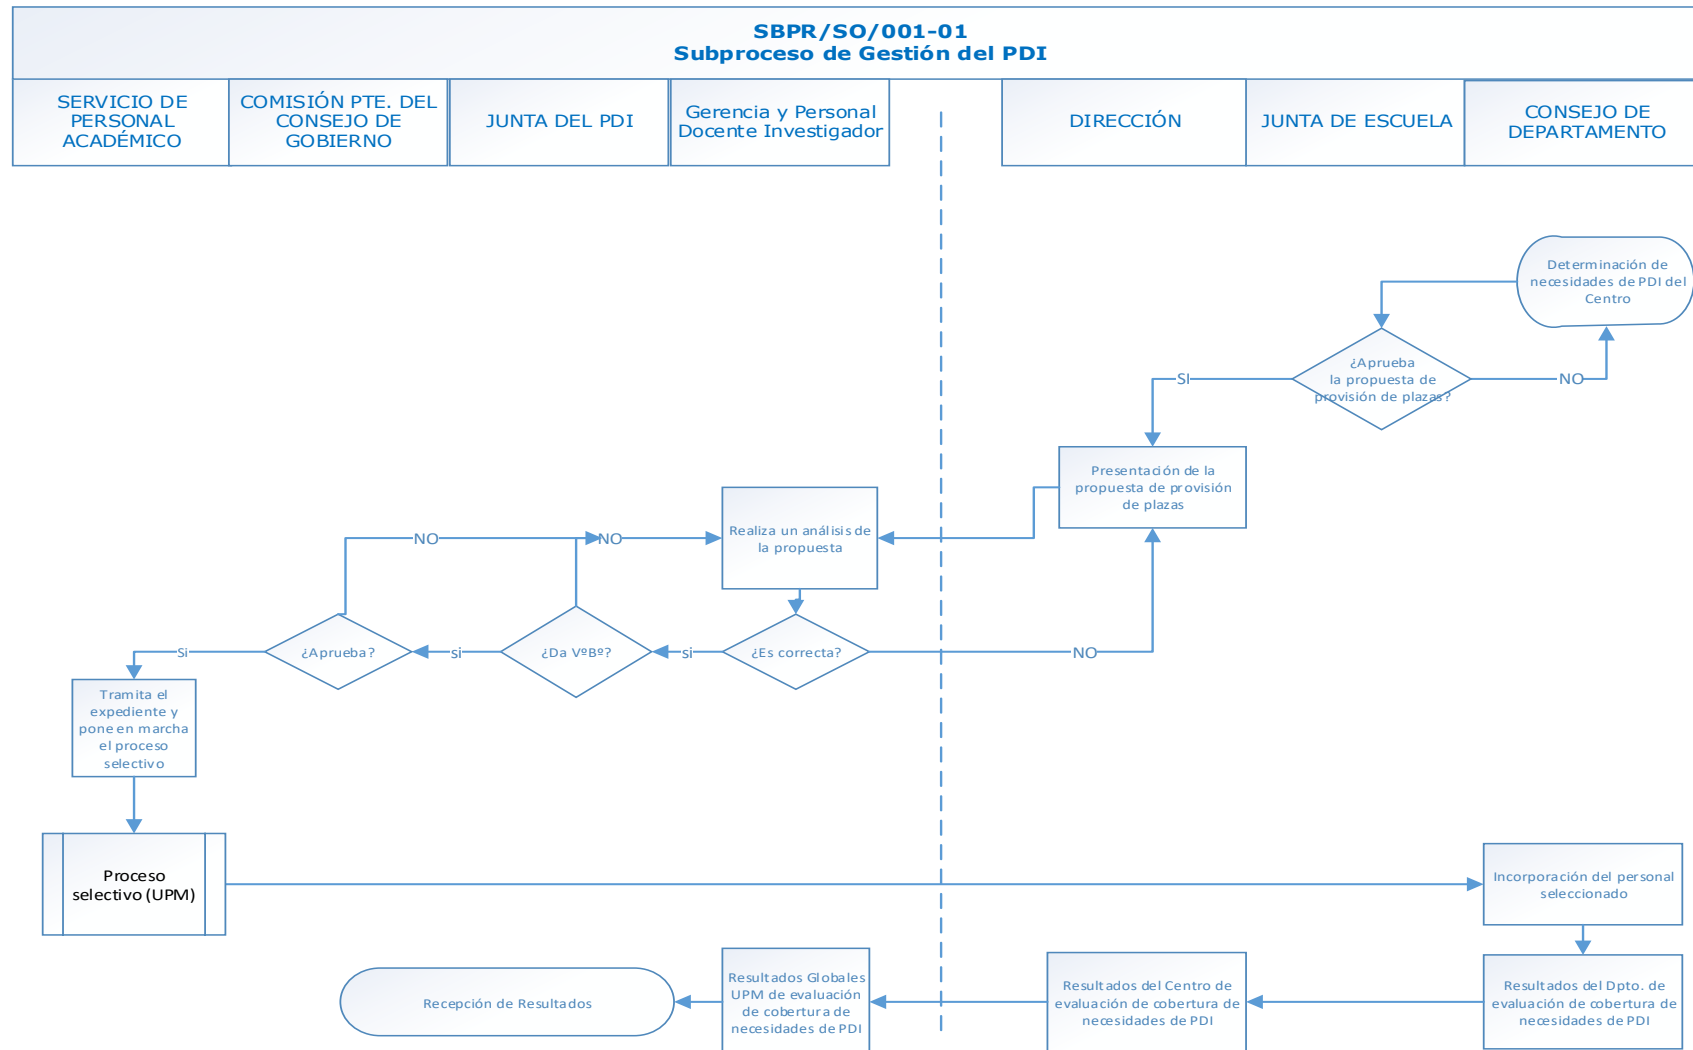 SBPR/SO/001-01
Subproceso de Gestión del PDI
SERVICIO DE
PERSONAL
ACADÉMICO
COMISIÓN PTE. DEL
CONSEJO DE
GOBIERNO
JUNTA DEL PDI
Gerencia y Personal
Docente Investigador
DIRECCIÓN
JUNTA DE ESCUELA
CONSEJO DE
DEPARTAMENTO
Determinación de
necesidades de PDI del
Centro
¿Aprueba
la propuesta de
provisión de plazas?
SI
NO
Presentación de la
propuesta de provisión
de plazas
Realiza un análisis de
la propuesta
NO
NO
Si
¿Aprueba?
si
¿Da VºBº?
si
¿Es correcta?
NO
Tramita el
expediente y
pone en marcha
el proceso
selectivo
Proceso
selectivo (UPM)
Incorporación del personal
seleccionado
Recepción de Resultados
Resultados Globales
UPM de evaluación
de cobertura de
necesidades de PDI
Resultados del Centro de
evaluación de cobertura de
necesidades de PDI
Resultados del Dpto. de
evaluación de cobertura de
necesidades de PDI